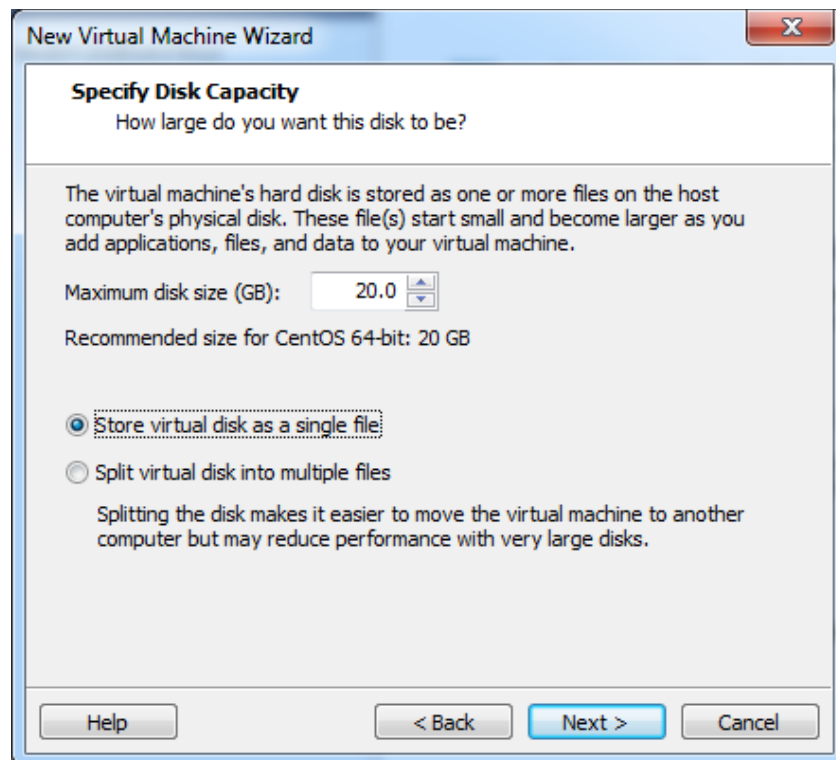 New Virtual Machine Wizard
X
Specify Disk Capacity
How large do you want this disk to be?
The virtual machine's hard disk is stored as one or more files on the host
computer's physical disk. These file(s) start small and become larger as you
add applications, files, and data to your virtual machine.
Maximum disk size (GB): 20.0
Recommended size for CentOS 64-bit: 20 GB
Store virtual disk as a single file
Split virtual disk into multiple files
Splitting the disk makes it easier to move the virtual machine to another
computer but may reduce performance with very large disks.
Help < Back Next > Cancel